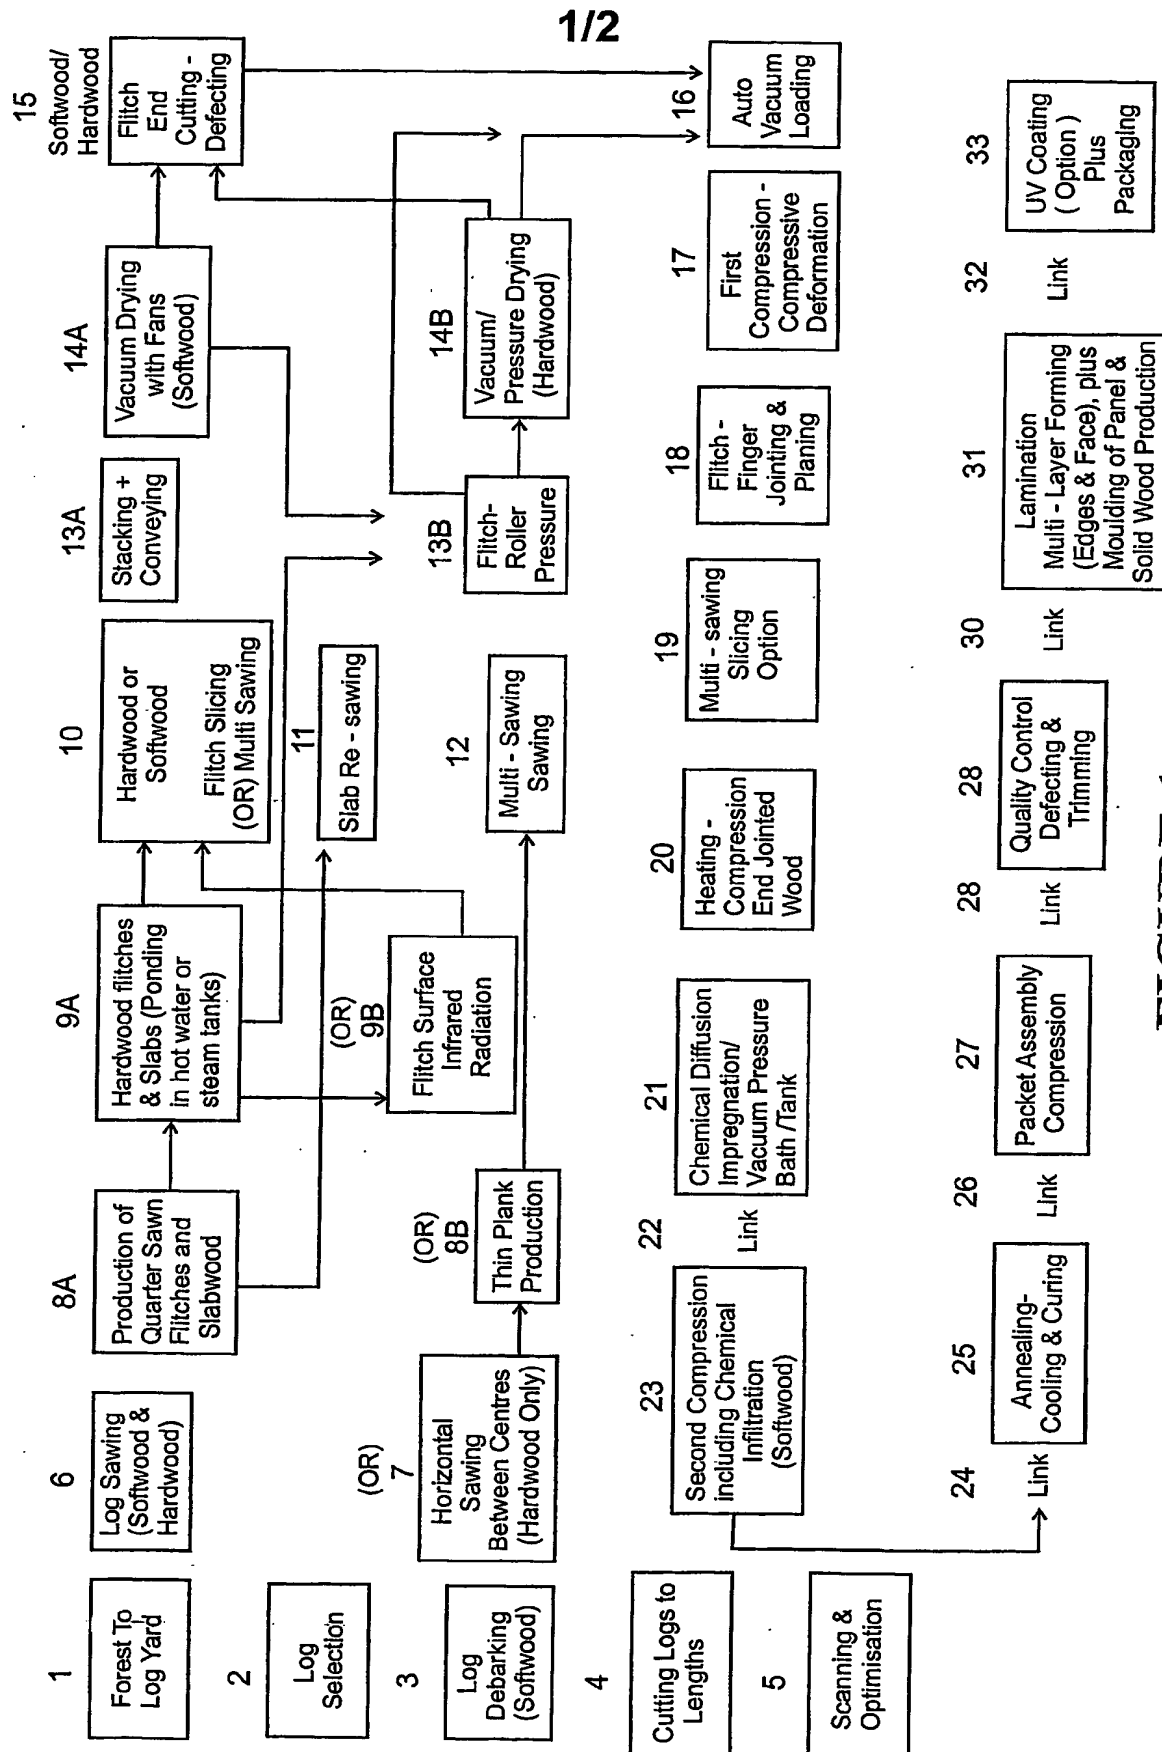 1/2
1
Forest To
Log Yard
2
Log
Selection
3
Log
Debarking
(Softwood)
4
Cutting Logs to
Lengths
5
Scanning &
Optimisation
6
Log Sawing
(Softwood &
Hardwood)
(OR)
7
Horizontal
Sawing
Between Centres
(Hardwood Only)
8A
Production of
Quarter Sawn
Flitches and
Slabwood
(OR)
8B
Thin Plank
Production
9A
Hardwood flitches
& Slabs (Ponding
in hot water or
steam tanks)
(OR)
9B
Flitch Surface
Infrared
Radiation
10
Hardwood or
Softwood
Flitch Slicing
(OR) Multi Sawing
11
Slab Re - sawing
12
Multi - Sawing
Sawing
13A
Stacking +
Conveying
13B
Flitch-
Roller
Pressure
14A
Vacuum Drying
with Fans
(Softwood)
14B
Vacuum/
Pressure Drying
(Hardwood)
15
Softwood/
Hardwood
Flitch
End
Cutting -
Defecting
16
Auto
Vacuum
Loading
17
First
Compression -
Compressive
Deformation
18
Flitch -
Finger
Jointing &
Planing
19
Multi - sawing
Slicing
Option
20
Heating -
Compression
End Jointed
Wood
21
Chemical Diffusion
Impregnation/
Vacuum Pressure
Bath /Tank
22
Link
23
Second Compression
including Chemical
Infiltration
(Softwood)
24
Link
25
Annealing-
Cooling & Curing
26
Link
27
Packet Assembly
Compression
28
Link
28
Quality Control
Defecting &
Trimming
30
Link
31
Lamination
Multi - Layer Forming
(Edges & Face), plus
Moulding of Panel &
Solid Wood Production
32
Link
33
UV Coating
( Option )
Plus
Packaging